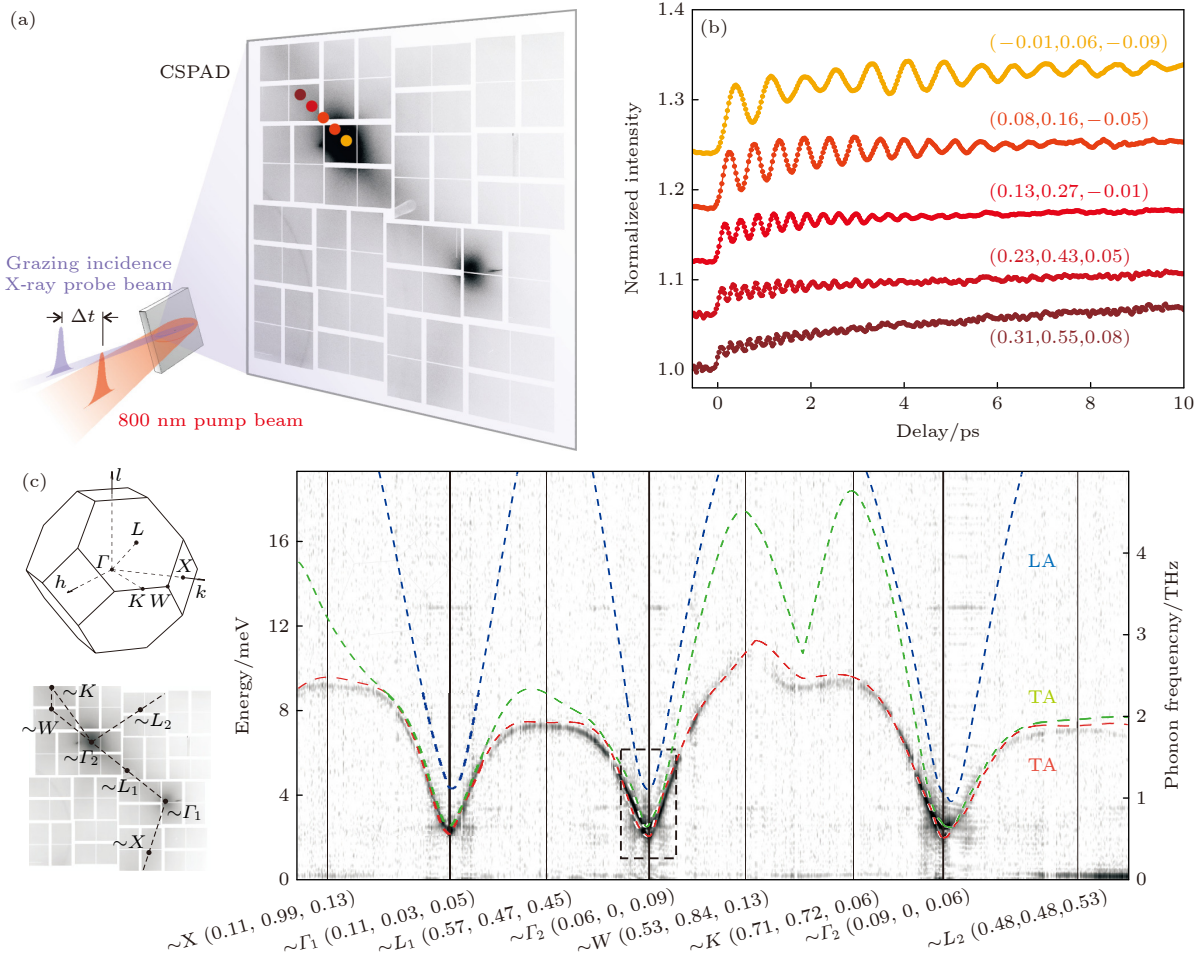 (a)
CSPAD
Grazing incidence
X-ray probe beam
Δt
800 nm pump beam
(b)
Normalized intensity
1.4
1.3
1.2
1.1
1.0
(−0.01,0.06,−0.09)
(0.08,0.16,−0.05)
(0.13,0.27,−0.01)
(0.23,0.43,0.05)
(0.31,0.55,0.08)
0 2 4 6 8 10
Delay/ps
(c)
l
L
Γ
X
h
K W
k
∼K
∼W
∼L₂
∼Γ₂
∼L₁
∼Γ₁
∼X
Energy/meV
16
12
8
4
0
LA
TA
TA
4
3
2
1
0
Phonon frequencny/THz
∼X (0.11, 0.99, 0.13)
∼Γ₁ (0.11, 0.03, 0.05)
∼L₁ (0.57, 0.47, 0.45)
∼Γ₂ (0.06, 0, 0.09)
∼W (0.53, 0.84, 0.13)
∼K (0.71, 0.72, 0.06)
∼Γ₂ (0.09, 0, 0.06)
∼L₂ (0.48,0.48,0.53)